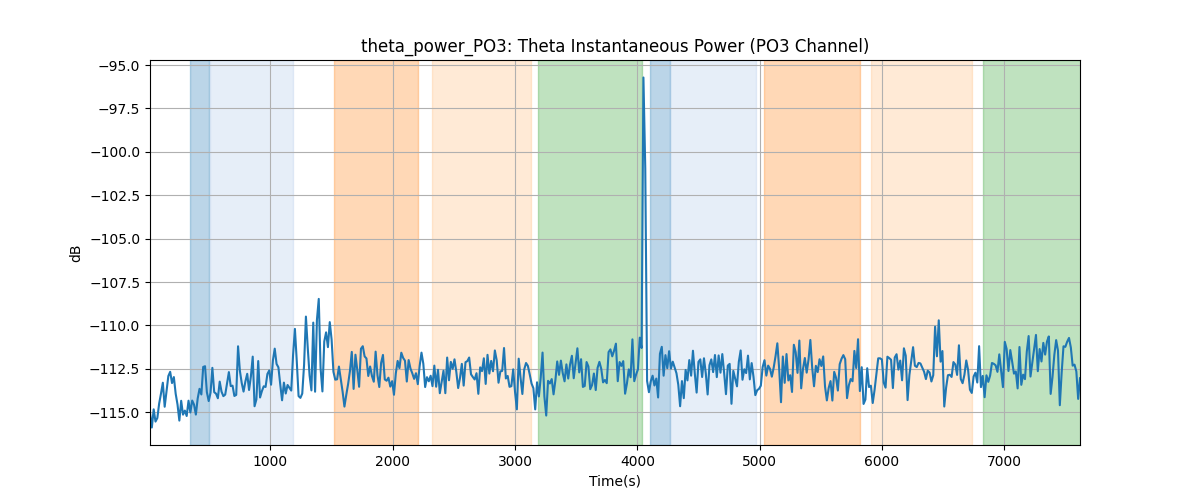 theta_power_PO3: Theta Instantaneous Power (PO3 Channel)
−95.0
−97.5
−100.0
−102.5
−105.0
−107.5
−110.0
−112.5
−115.0
dB
1000 2000 3000 4000 5000 6000 7000
Time(s)